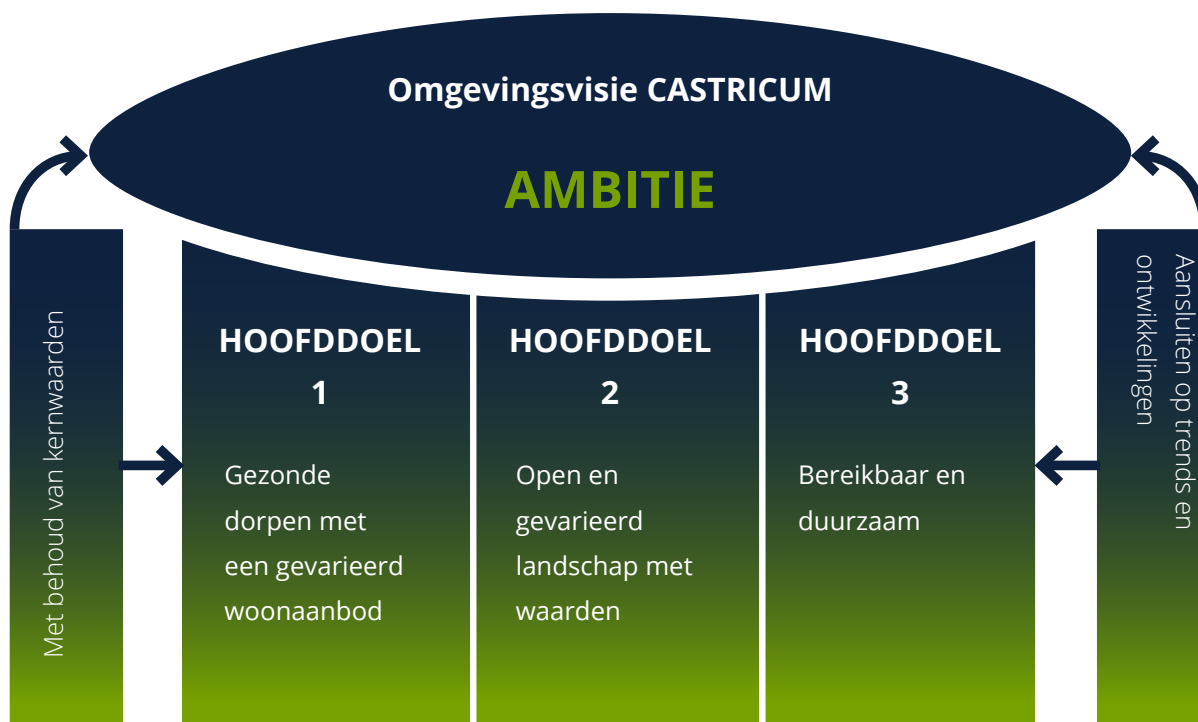 Omgevingsvisie CASTRICUM
AMBITIE
Met behoud van kernwaarden
HOOFDDOEL
1
Gezonde
dorpen met
een gevarieerd
woonaanbod
HOOFDDOEL
2
Open en
gevarieerd
landschap met
waarden
HOOFDDOEL
3
Bereikbaar en
duurzaam
Aansluiten op trends en
ontwikkelingen